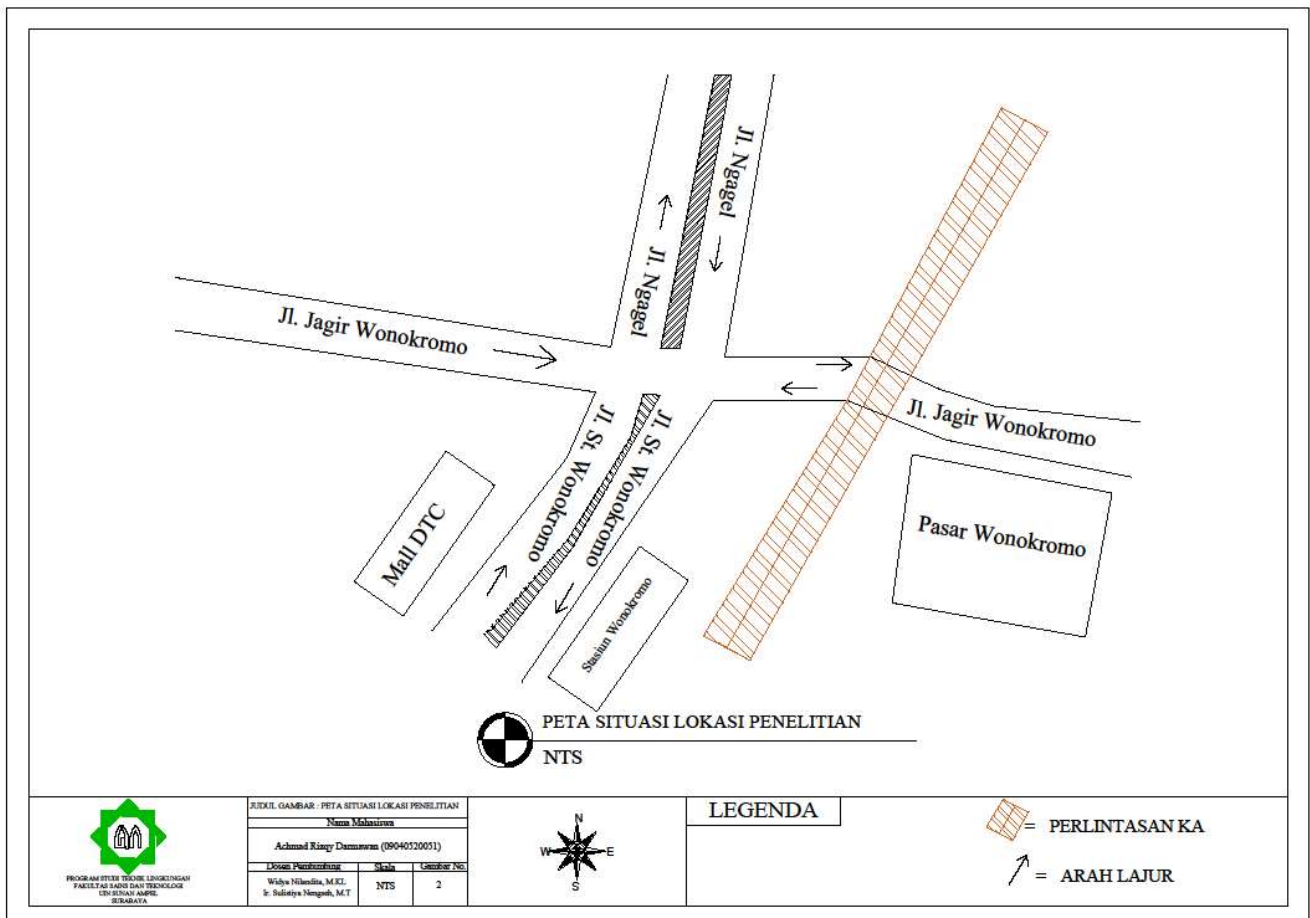 Jl. Ngagel
Jl. Ngagel
Jl. Jagir Wonokromo
Jl. Jagir Wonokromo
Jl. St. Wonokromo
Jl. St. Wonokromo
Mall DTC
Stasiun Wonokromo
Pasar Wonokromo
PETA SITUASI LOKASI PENELITIAN
NTS
PROGRAM STUDI TEKNIK LINGKUNGAN
FAKULTAS SAINS DAN TEKNOLOGI
UIN SUNAN AMPEL
SURABAYA
JUDUL GAMBAR : PETA SITUASI LOKASI PENELITIAN
Nama Mahasiswa
Achmad Rizqy Darmawan (09040520051)
Dosen Pembimbing
Skala
Gambar No.
Widya Nilandita, M.KL
Ir. Sulistiya Nengseh, M.T
NTS
2
N
W
E
S
LEGENDA
= PERLINTASAN KA
= ARAH LAJUR